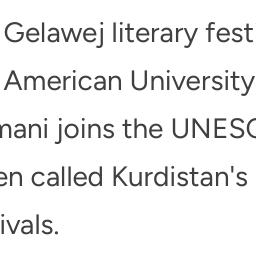 Gelawej literary fest
American University
mani joins the UNESC
en called Kurdistan's
ivals.